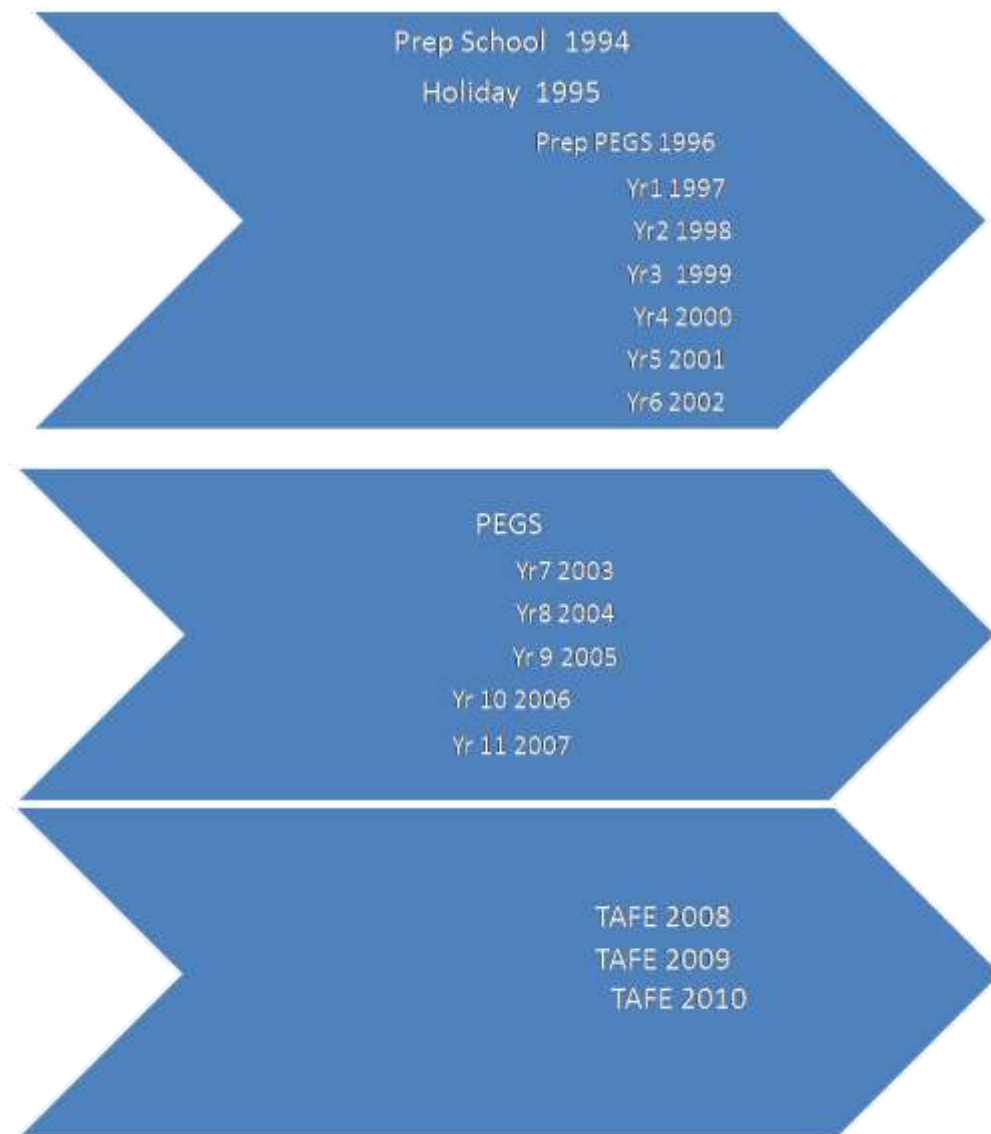 Prep School 1994
Holiday 1995
Prep PEGS 1996
Yr1 1997
Yr2 1998
Yr3 1999
Yr4 2000
Yr5 2001
Yr6 2002
PEGS
Yr7 2003
Yr8 2004
Yr 9 2005
Yr 10 2006
Yr 11 2007
TAFE 2008
TAFE 2009
TAFE 2010